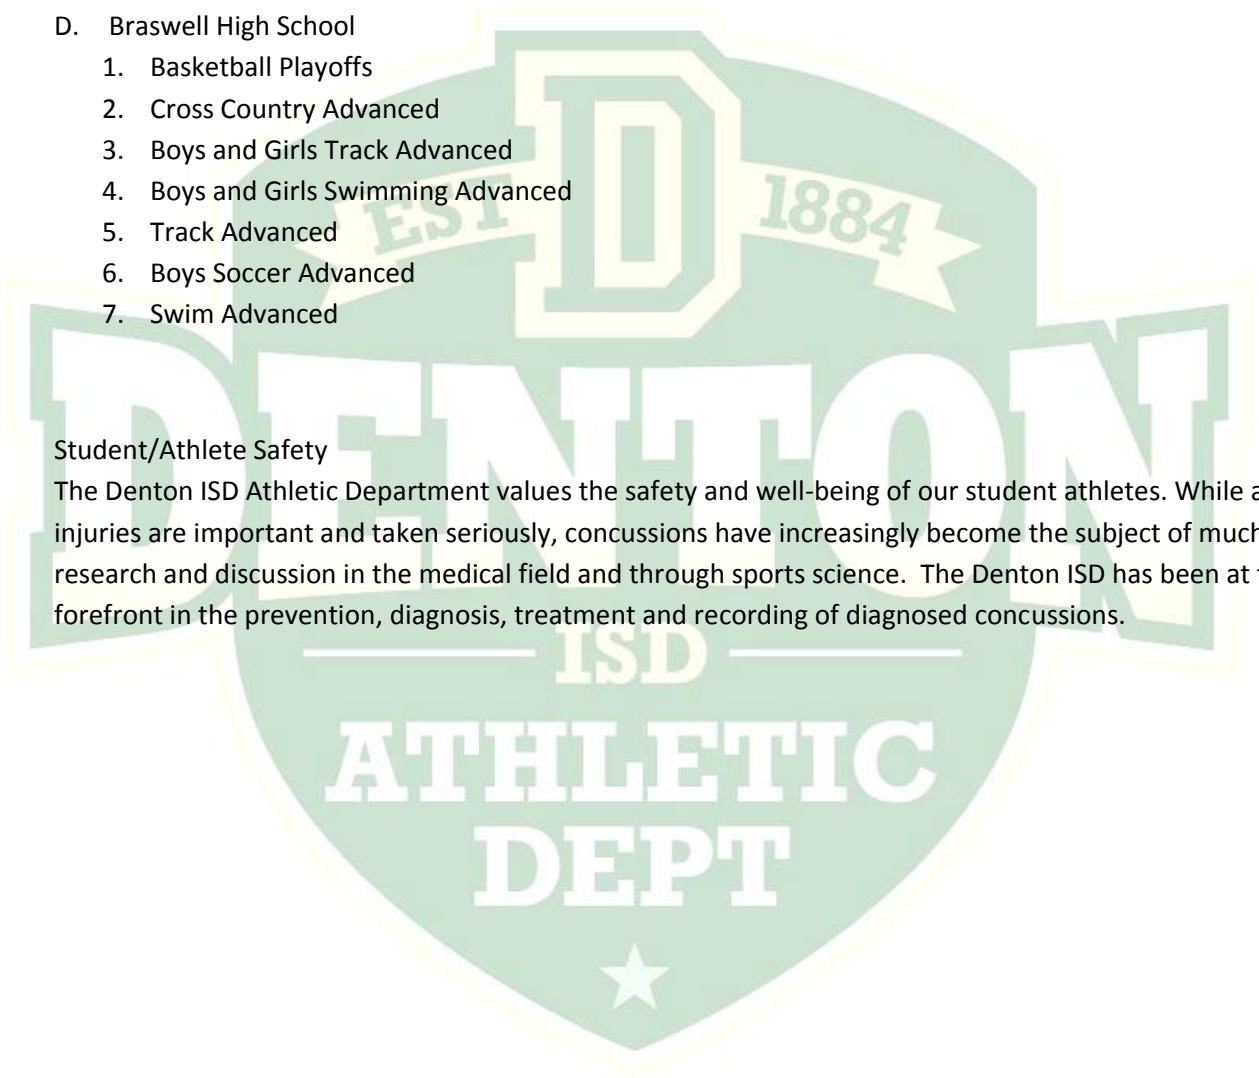 D. Braswell High School
1. Basketball Playoffs
2. Cross Country Advanced
3. Boys and Girls Track Advanced
4. Boys and Girls Swimming Advanced
5. Track Advanced
6. Boys Soccer Advanced
7. Swim Advanced
EST D 1884
DENTON
Student/Athlete Safety
The Denton ISD Athletic Department values the safety and well-being of our student athletes. While
injuries are important and taken seriously, concussions have increasingly become the subject of much
research and discussion in the medical field and through sports science. The Denton ISD has been at
forefront in the prevention, diagnosis, treatment and recording of diagnosed concussions.
ISD
ATHLETIC
DEPT